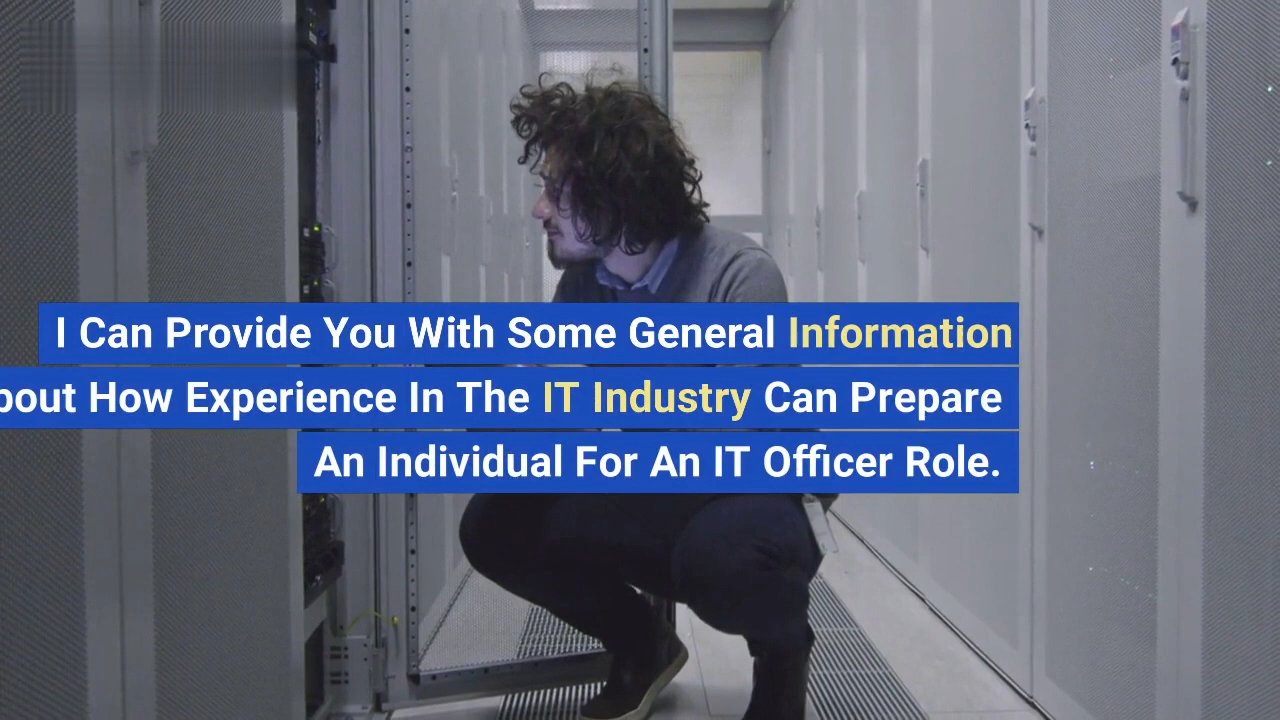 I Can Provide You With Some General Information
bout How Experience In The IT Industry Can Prepare
An Individual For An IT Officer Role.